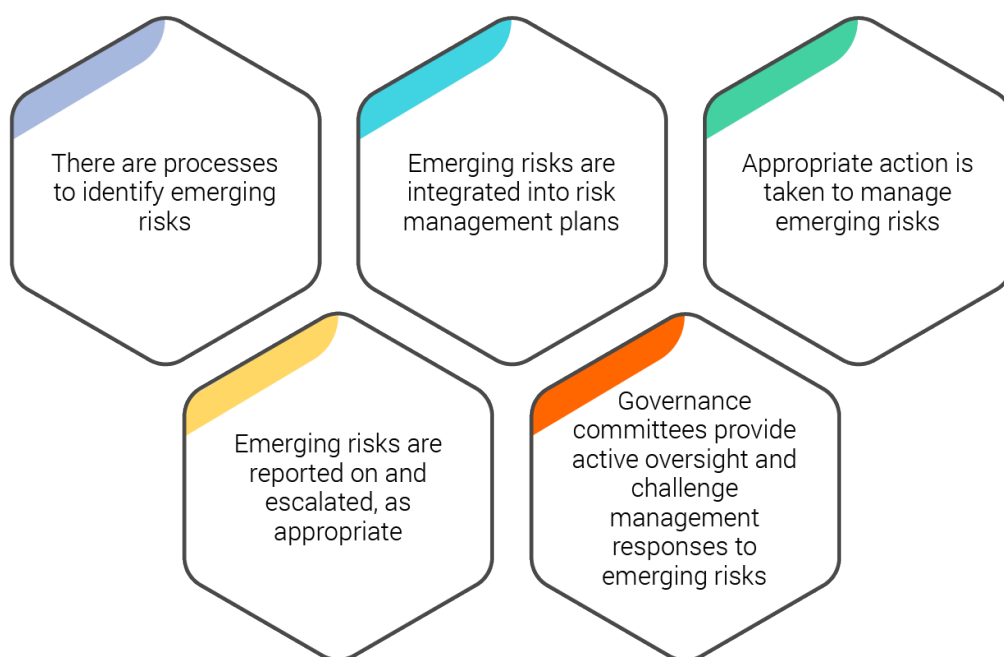 There are processes
to identify emerging
risks
Emerging risks are
integrated into risk
management plans
Appropriate action is
taken to manage
emerging risks
Emerging risks are
reported on and
escalated, as
appropriate
Governance
committees provide
active oversight and
challenge
management
responses to
emerging risks